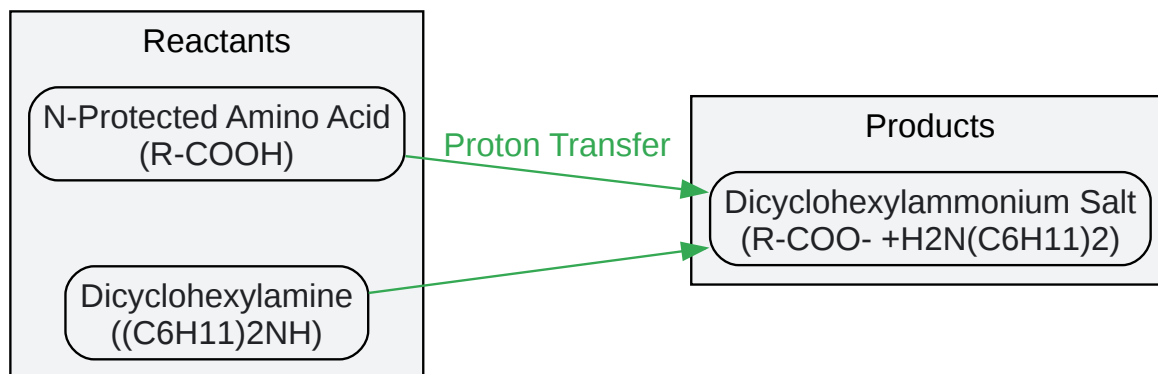 Reactants
N-Protected Amino Acid
(R-COOH)
Proton Transfer
Dicyclohexylamine
((C6H11)2NH)
Products
Dicyclohexylammonium Salt
(R-COO- +H2N(C6H11)2)